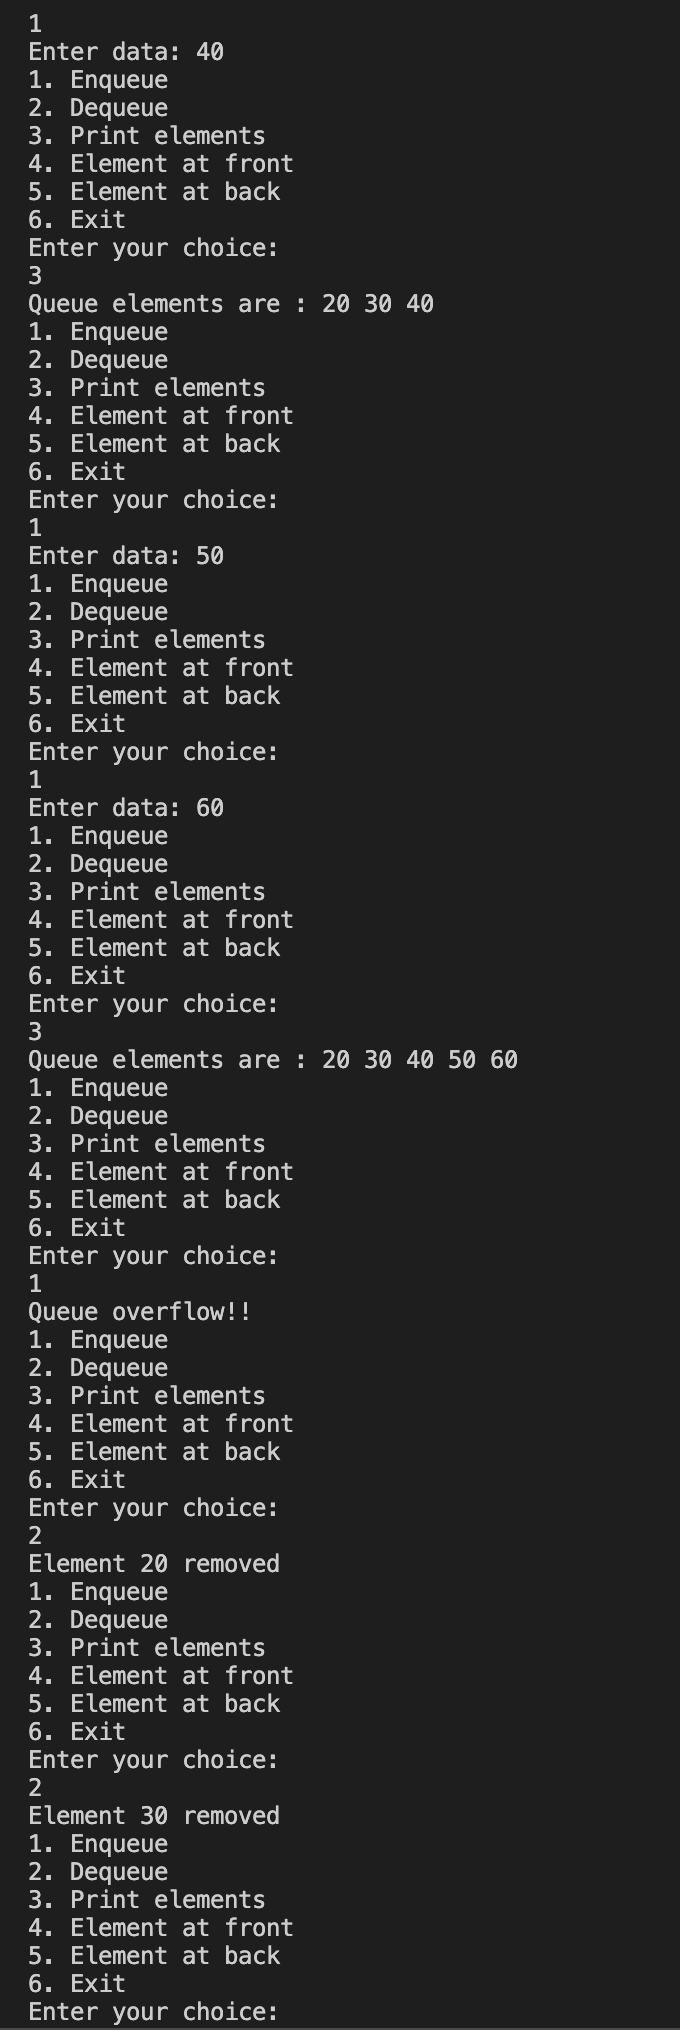 1
Enter data: 40
1. Enqueue
2. Dequeue
3. Print elements
4. Element at front
5. Element at back
6. Exit
Enter your choice:
3
Queue elements are : 20 30 40
1. Enqueue
2. Dequeue
3. Print elements
4. Element at front
5. Element at back
6. Exit
Enter your choice:
1
Enter data: 50
1. Enqueue
2. Dequeue
3. Print elements
4. Element at front
5. Element at back
6. Exit
Enter your choice:
1
Enter data: 60
1. Enqueue
2. Dequeue
3. Print elements
4. Element at front
5. Element at back
6. Exit
Enter your choice:
3
Queue elements are : 20 30 40 50 60
1. Enqueue
2. Dequeue
3. Print elements
4. Element at front
5. Element at back
6. Exit
Enter your choice:
1
Queue overflow!!
1. Enqueue
2. Dequeue
3. Print elements
4. Element at front
5. Element at back
6. Exit
Enter your choice:
2
Element 20 removed
1. Enqueue
2. Dequeue
3. Print elements
4. Element at front
5. Element at back
6. Exit
Enter your choice:
2
Element 30 removed
1. Enqueue
2. Dequeue
3. Print elements
4. Element at front
5. Element at back
6. Exit
Enter your choice: